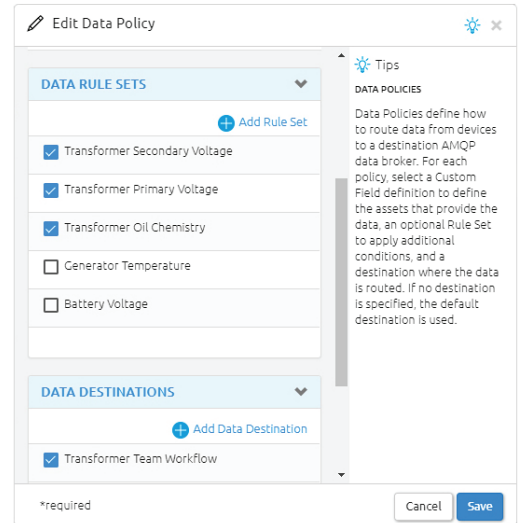 Edit Data Policy
DATA RULE SETS
Add Rule Set
Transformer Secondary Voltage
Transformer Primary Voltage
Transformer Oil Chemistry
Generator Temperature
Battery Voltage
DATA DESTINATIONS
Add Data Destination
Transformer Team Workflow
Tips
DATA POLICIES
Data Policies define how
to route data from devices
to a destination AMQP
data broker. For each
policy, select a Custom
Field definition to define
the assets that provide the
data, an optional Rule Set
to apply additional
conditions, and a
destination where the data
is routed. If no destination
is specified, the default
destination is used.
*required
Cancel
Save